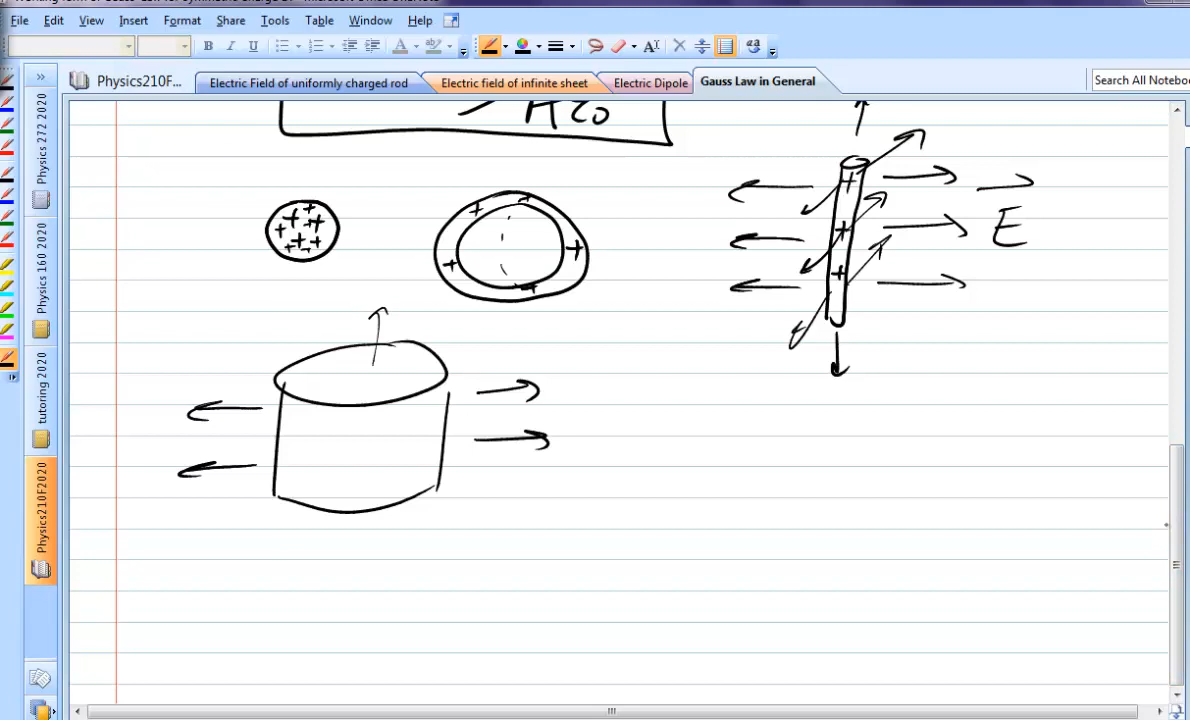 File Edit View Insert Format Share Tools Table Window Help
B I U
Physics210F... Electric Field of uniformly charged rod Electric field of infinite sheet Electric Dipole Gauss Law in General Search All Notebo
Physics 272 2020
Physics 160 2020
tutoring 2020
Physics210F2020
E
+ + + + + + +
+ + + + +
+
+
+